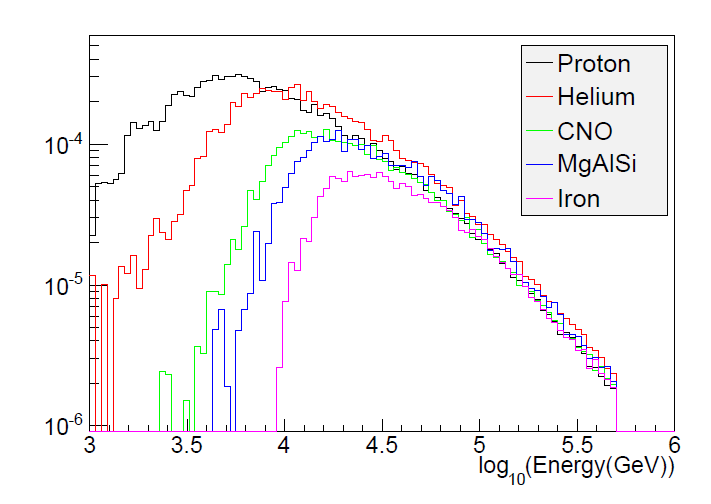 Proton
Helium
CNO
MgAlSi
Iron
10-4
10-5
10-6
3 3.5 4 4.5 5 5.5 6
log10(Energy(GeV))